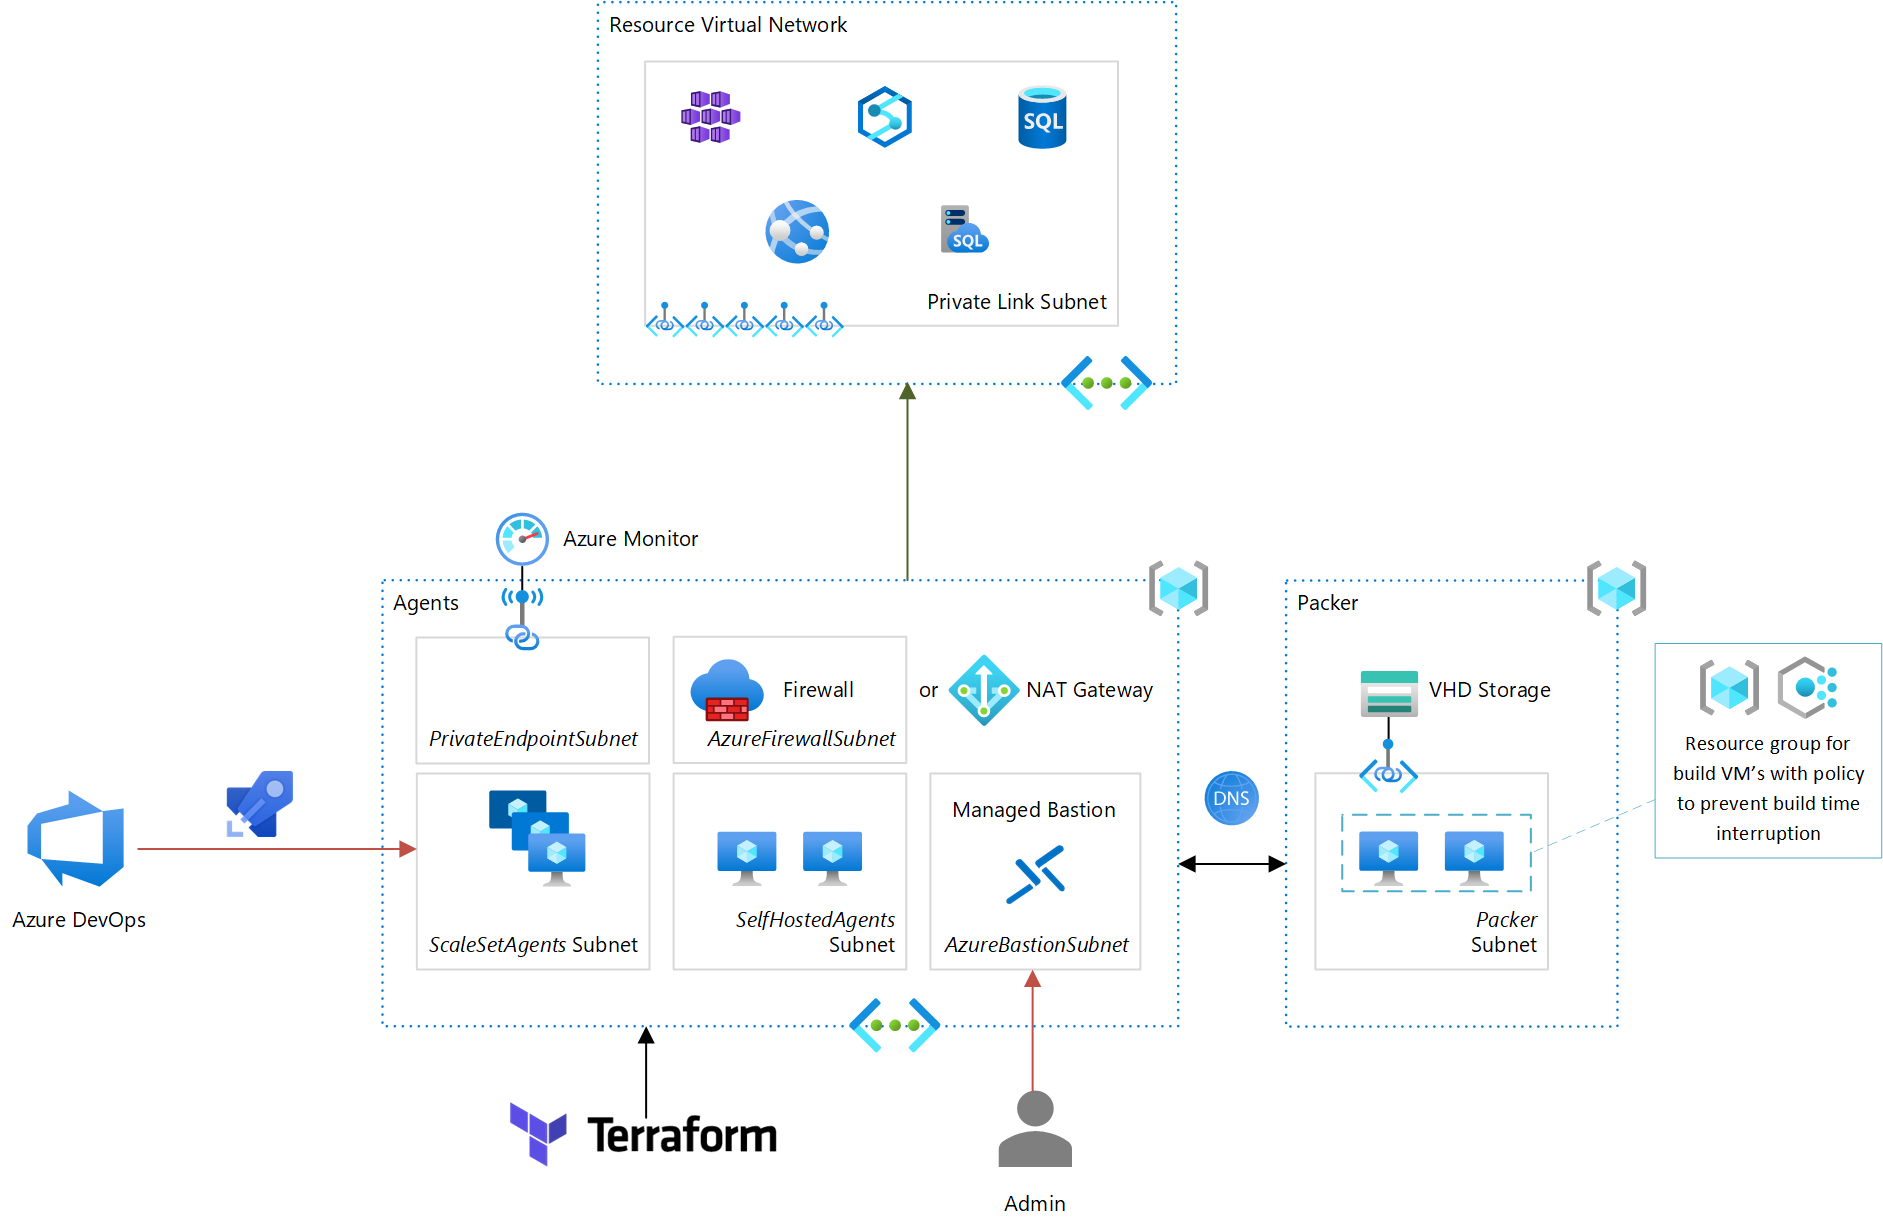 Resource Virtual Network
SQL
SQL
Private Link Subnet
Azure Monitor
Agents
Firewall
or
NAT Gateway
PrivateEndpointSubnet
AzureFirewallSubnet
Packer
VHD Storage
Resource group for
build VM’s with policy
to prevent build time
interruption
DNS
Azure DevOps
ScaleSetAgents Subnet
SelfHostedAgents
Subnet
Managed Bastion
AzureBastionSubnet
Packer
Subnet
Terraform
Admin